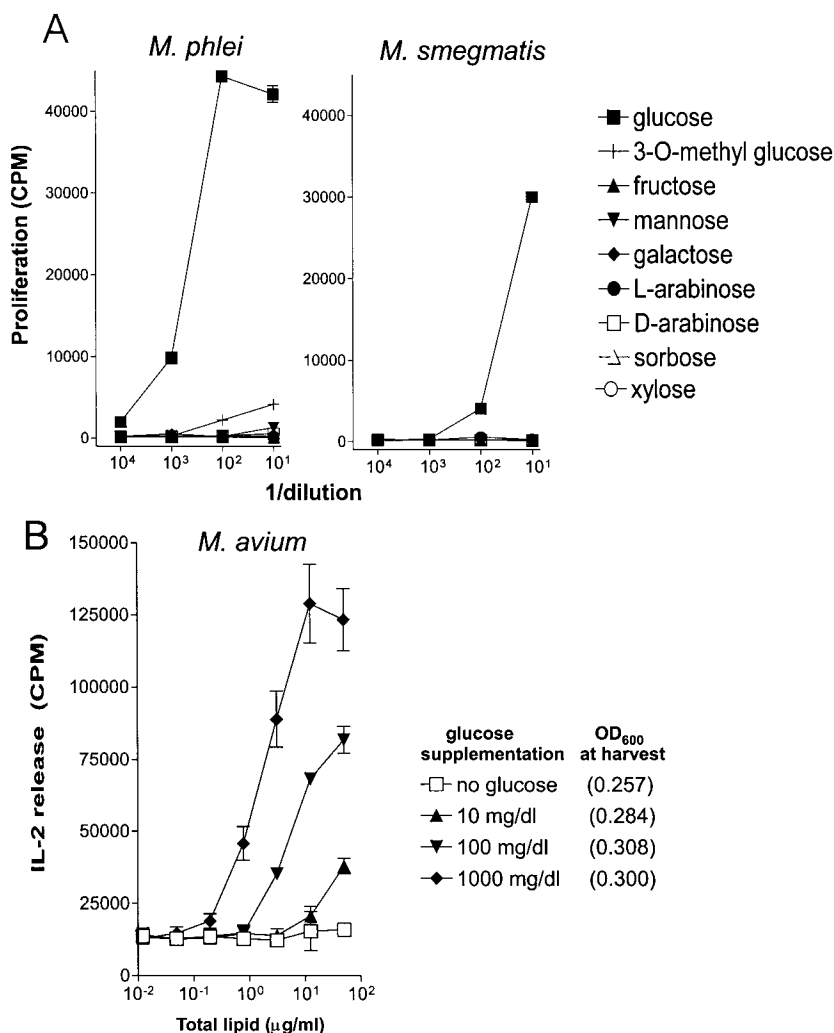 A
M. phlei
M. smegmatis
Proliferation (CPM)
40000
30000
20000
10000
0
10⁴ 10³ 10² 10¹
40000
30000
20000
10000
0
10⁴ 10³ 10² 10¹
1/dilution
glucose
3-O-methyl glucose
fructose
mannose
galactose
L-arabinose
D-arabinose
sorbose
xylose
B
M. avium
IL-2 release (CPM)
150000
125000
100000
75000
50000
25000
0
10⁻² 10⁻¹ 10⁰ 10¹ 10²
Total lipid (μg/ml)
glucose OD₆₀₀
supplementation at harvest
no glucose (0.257)
10 mg/dl (0.284)
100 mg/dl (0.308)
1000 mg/dl (0.300)